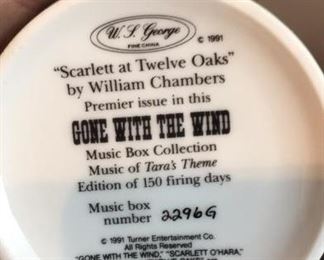 W. S. George
FINE CHINA
© 1991
"Scarlett at Twelve Oaks"
by William Chambers
Premier issue in this
GONE WITH THE WIND
Music Box Collection
Music of Tara's Theme
Edition of 150 firing days
Music box
number 2296G
© 1991 Turner Entertainment Co.
All Rights Reserved
"GONE WITH THE WIND," "SCARLETT O'HARA,"